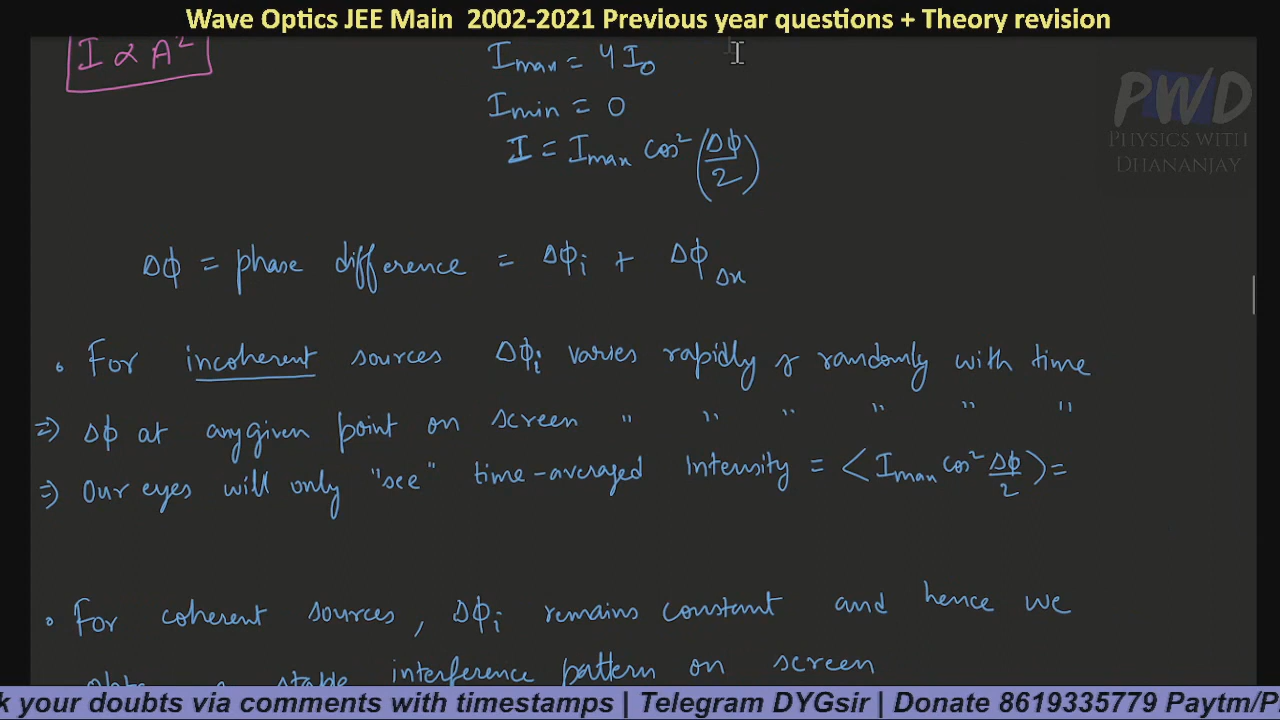 Wave Optics JEE Main 2002-2021 Previous year questions + Theory revision
I ∝ A²
Imax = 4I₀
Imin = 0
I = Imax cos² (Δϕ/2)
PWD
PHYSICS WITH
DHANANJAY
Δϕ = phase difference = Δϕi + ΔϕΔx
• For incoherent sources Δϕi varies rapidly & randomly with time
=> Δϕ at any given point on screen " " " " " "
=> Our eyes will only "see" time-averaged Intensity = <Imax cos² Δϕ/2> =
• For coherent sources, Δϕi remains constant and hence we
obtain a stable interference pattern on screen
k your doubts via comments with timestamps | Telegram DYGsir | Donate 8619335779 Paytm/P